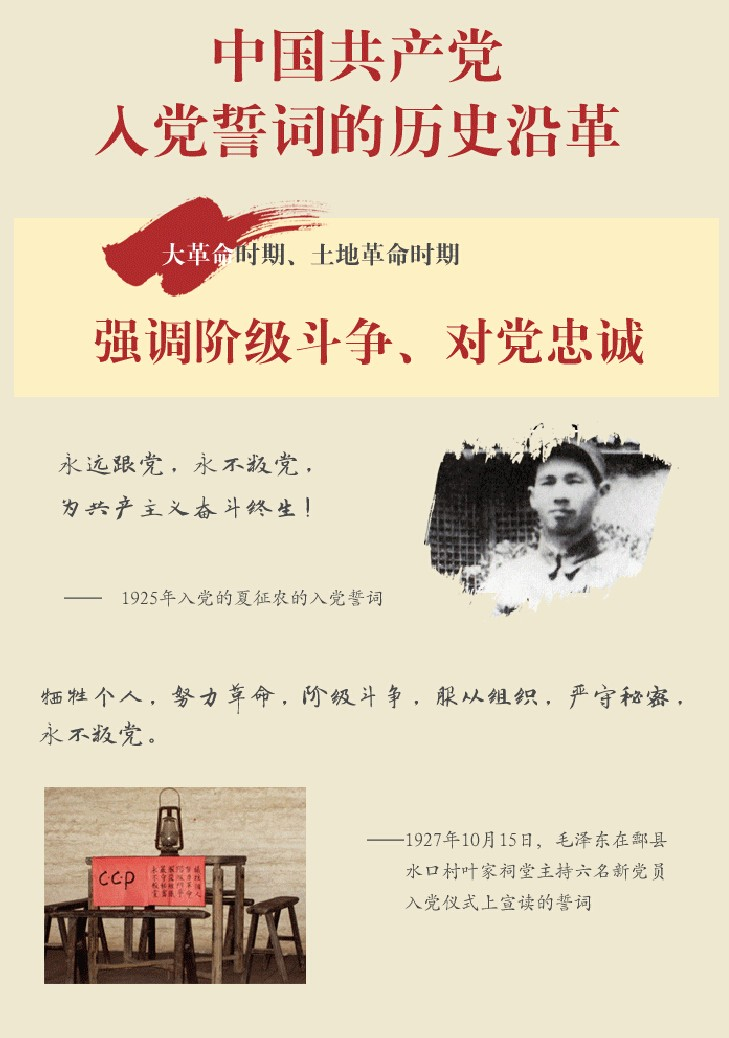 中国共产党
入党誓词的历史沿革
大革命时期、土地革命时期
强调阶级斗争、对党忠诚
永远跟党，永不叛党，
为共产主义奋斗终生！
—— 1925年入党的夏征农的入党誓词
牺牲个人，努力革命，阶级斗争，服从组织，严守秘密，
永不叛党。
CCP
——1927年10月15日，毛泽东在酃县
水口村叶家祠堂主持六名新党员
入党仪式上宣读的誓词